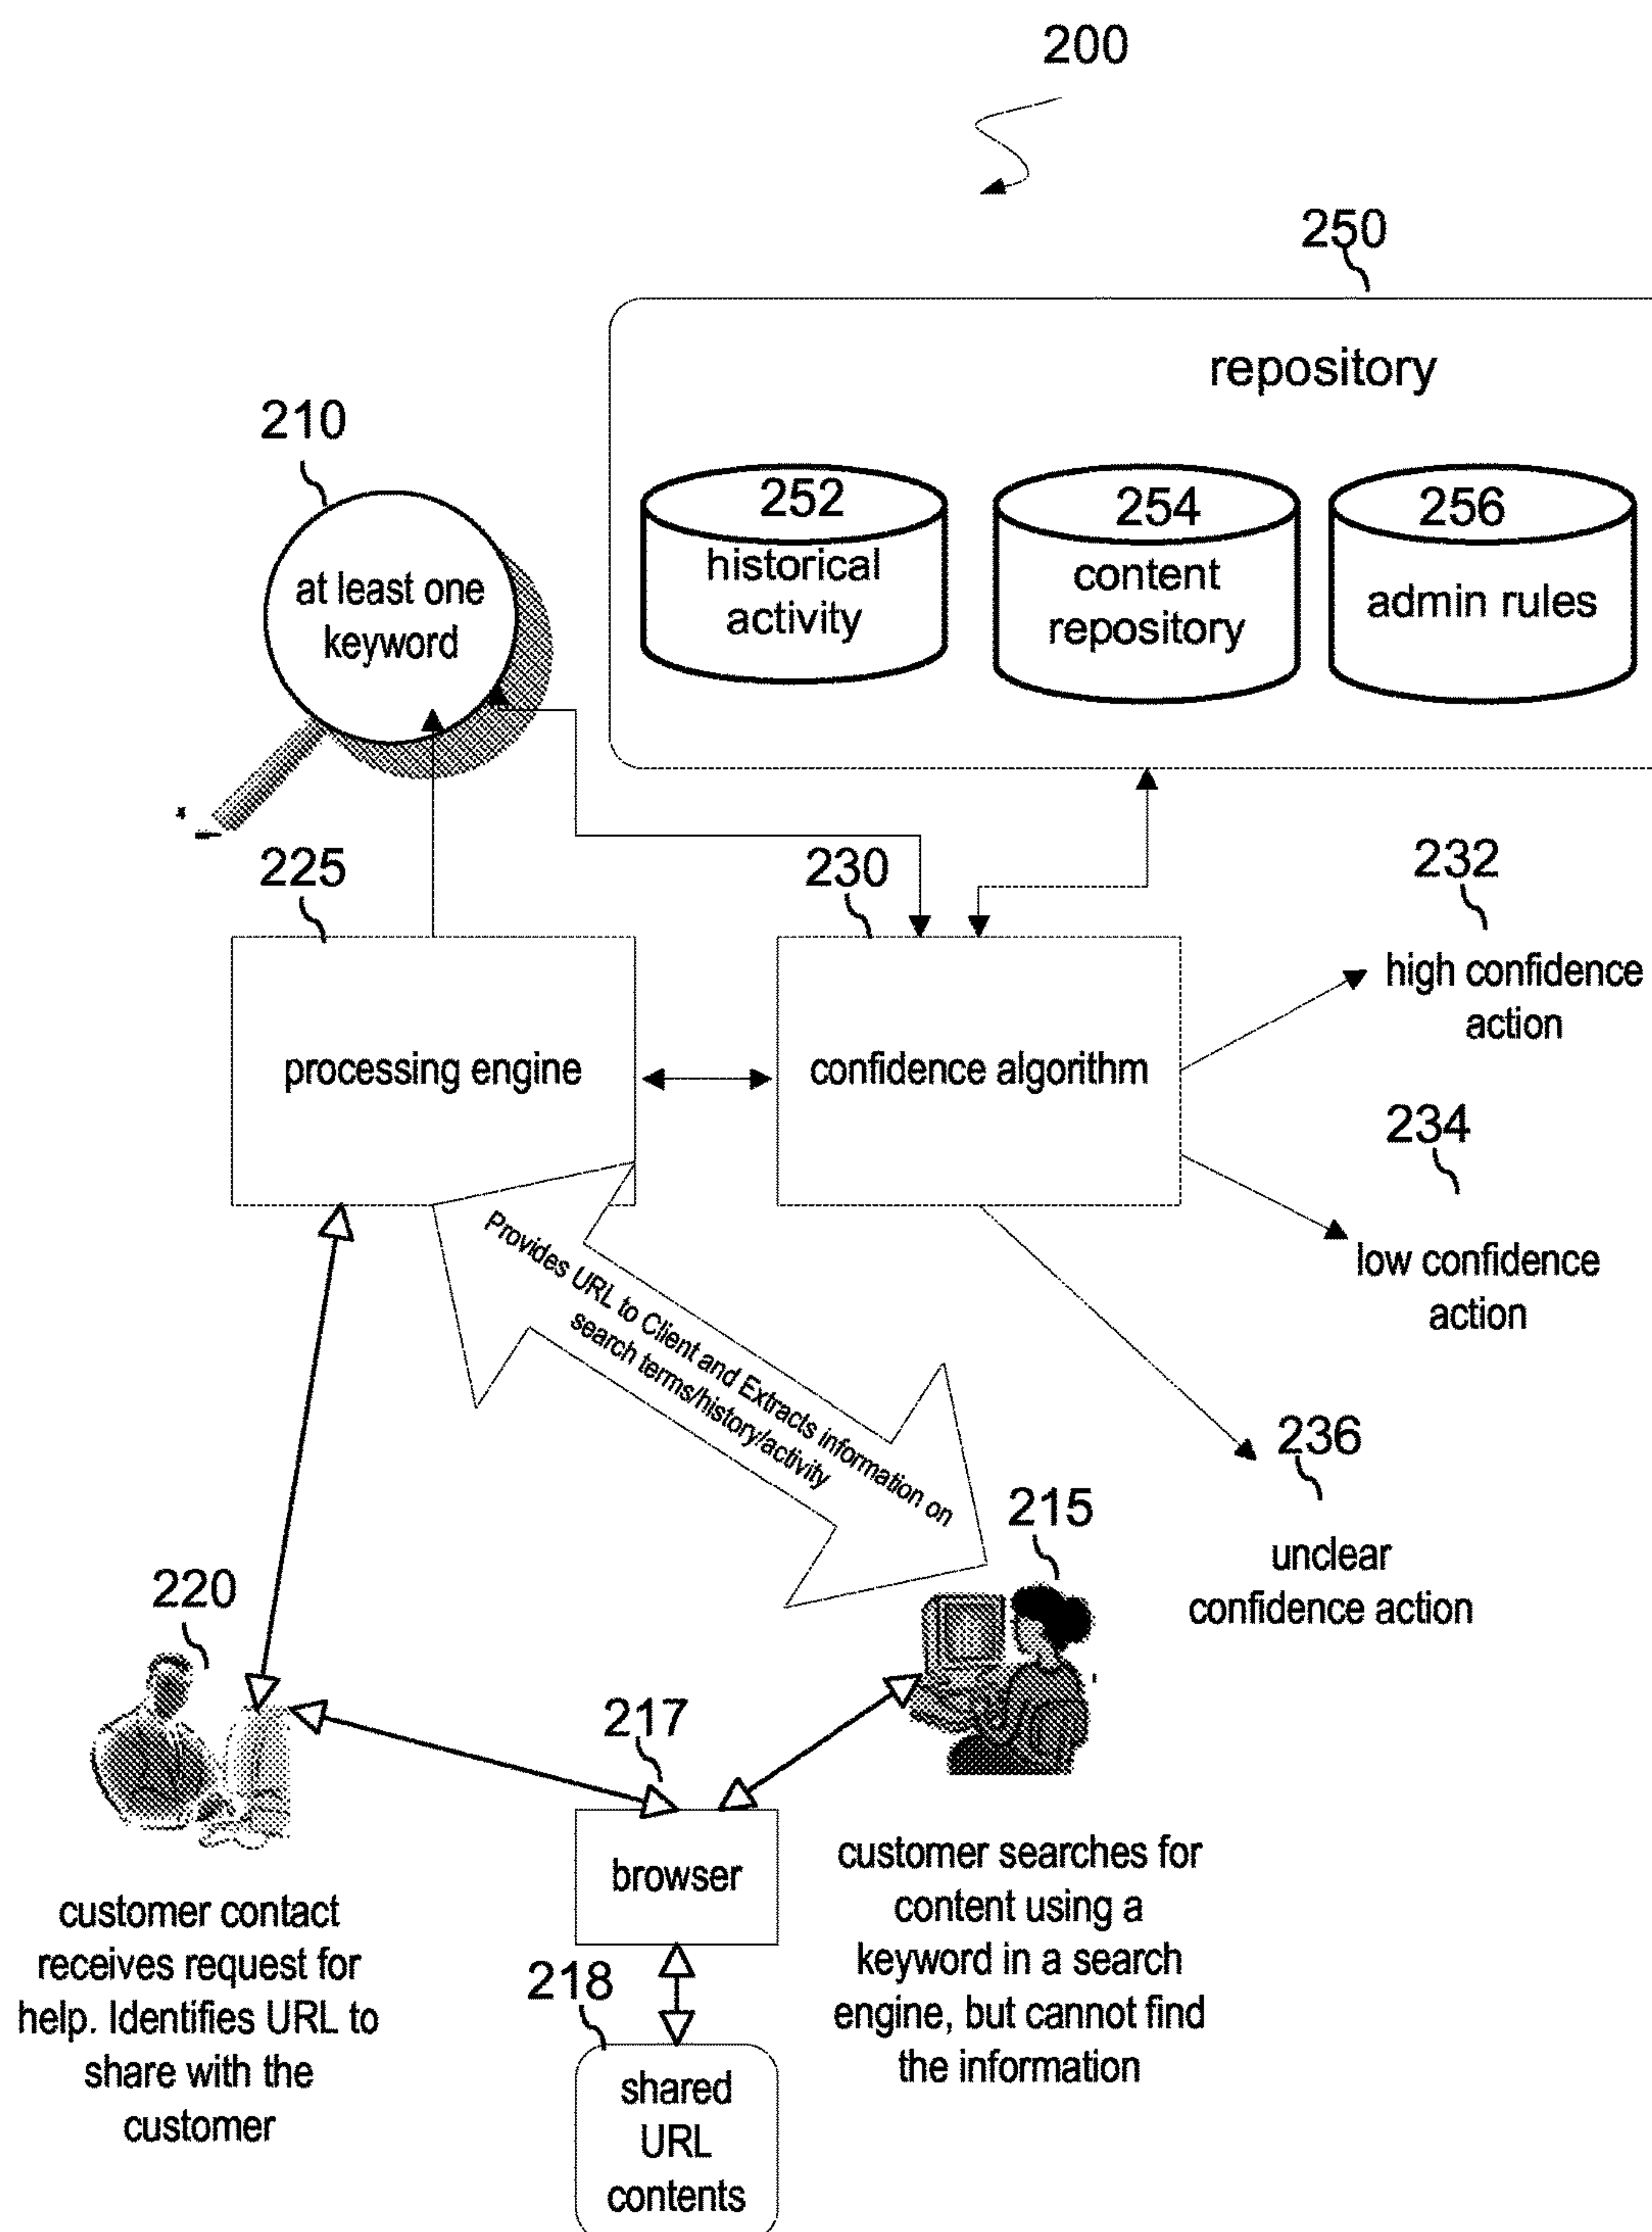 200
250
repository
210
at least one
keyword
252
historical
activity
254
content
repository
256
admin rules
225
processing engine
230
confidence algorithm
232
high confidence
action
234
low confidence
action
236
unclear
confidence action
Provides URL to Client and Extracts information on
search terms/history/activity
215
customer searches for
content using a
keyword in a search
engine, but cannot find
the information
220
customer contact
receives request for
help. Identifies URL to
share with the
customer
217
browser
218
shared
URL
contents